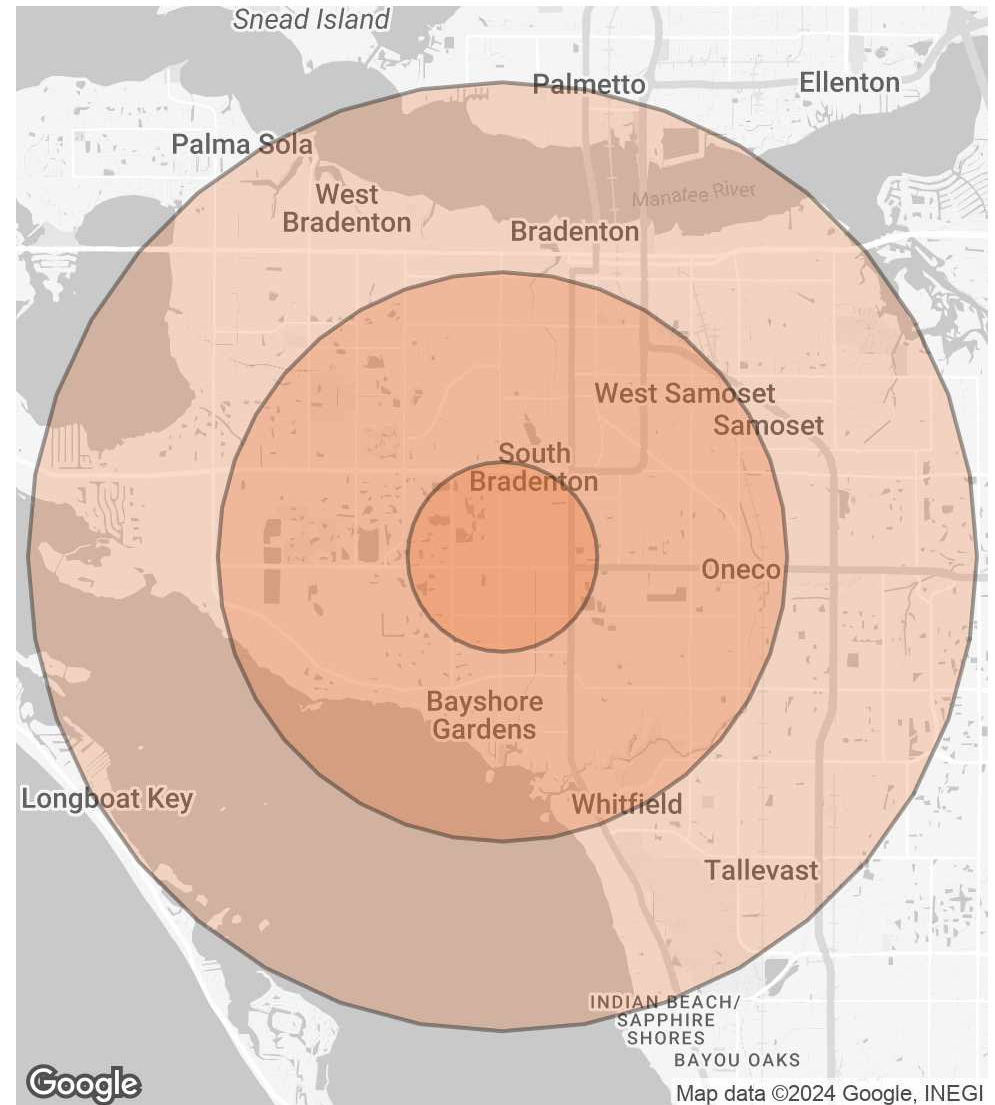 Snead Island
Palmetto
Ellenton
Palma Sola
West
Bradenton
Manatee River
Bradenton
West Samoset
Samoset
South
Bradenton
Oneco
Bayshore
Gardens
Longboat Key
Whitfield
Tallevast
INDIAN BEACH/
SAPPHIRE
SHORES
BAYOU OAKS
Google
Map data ©2024 Google, INEGI